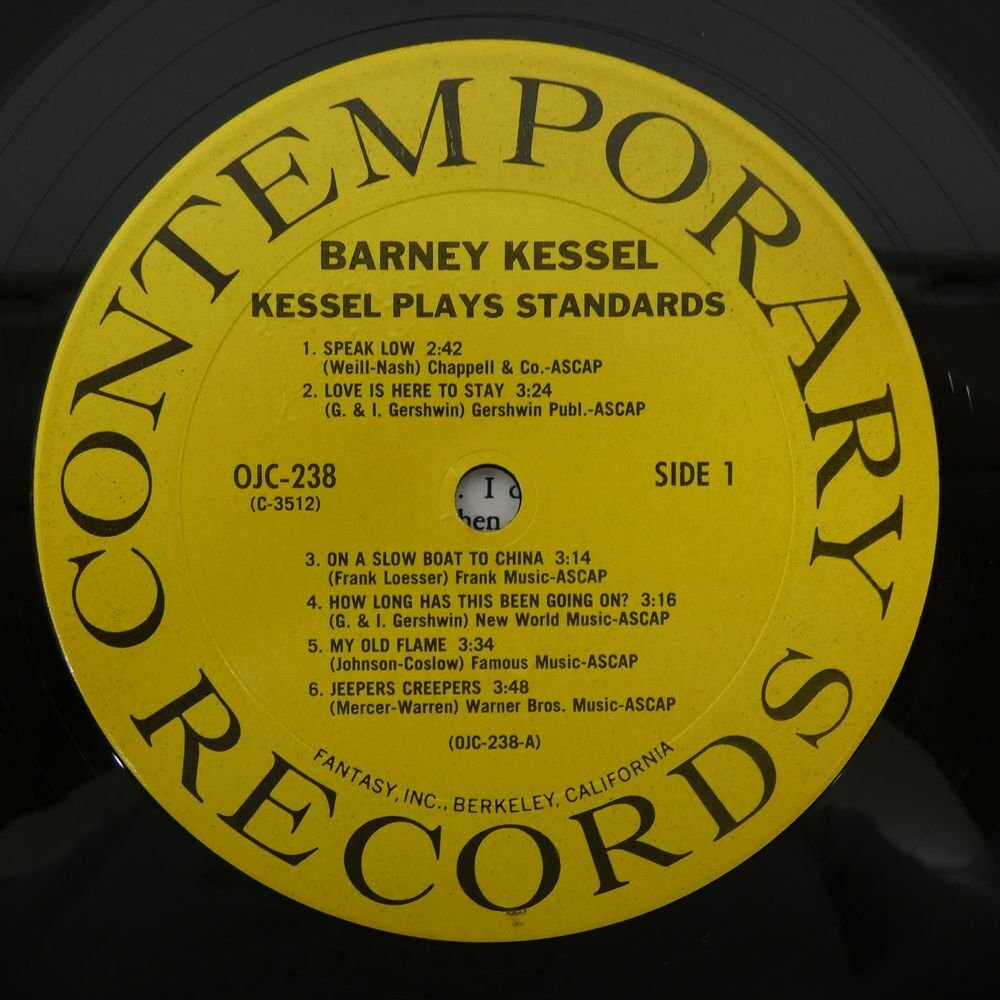 CONTEMPORARY
BARNEY KESSEL
KESSEL PLAYS STANDARDS
1. SPEAK LOW 2:42
(Weill-Nash) Chappell & Co.-ASCAP
2. LOVE IS HERE TO STAY 3:24
(G. & I. Gershwin) Gershwin Publ.-ASCAP
OJC-238
(C-3512)
SIDE 1
. I
hen
3. ON A SLOW BOAT TO CHINA 3:14
(Frank Loesser) Frank Music-ASCAP
4. HOW LONG HAS THIS BEEN GOING ON? 3:16
(G. & I. Gershwin) New World Music-ASCAP
5. MY OLD FLAME 3:34
(Johnson-Coslow) Famous Music-ASCAP
6. JEEPERS CREEPERS 3:48
(Mercer-Warren) Warner Bros. Music-ASCAP
(OJC-238-A)
FANTASY, INC., BERKELEY, CALIFORNIA
RECORDS